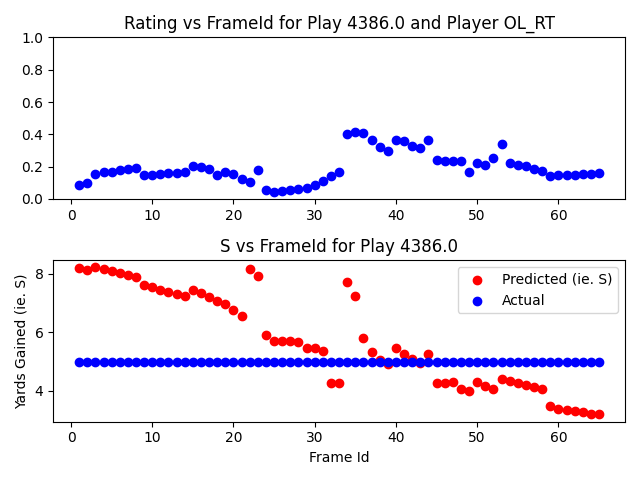 Rating vs FrameId for Play 4386.0 and Player OL_RT
1.0
0.8
0.6
0.4
0.2
0.0
0 10 20 30 40 50 60
S vs FrameId for Play 4386.0
Yards Gained (ie. S)
8
6
4
Predicted (ie. S)
Actual
0 10 20 30 40 50 60
Frame Id